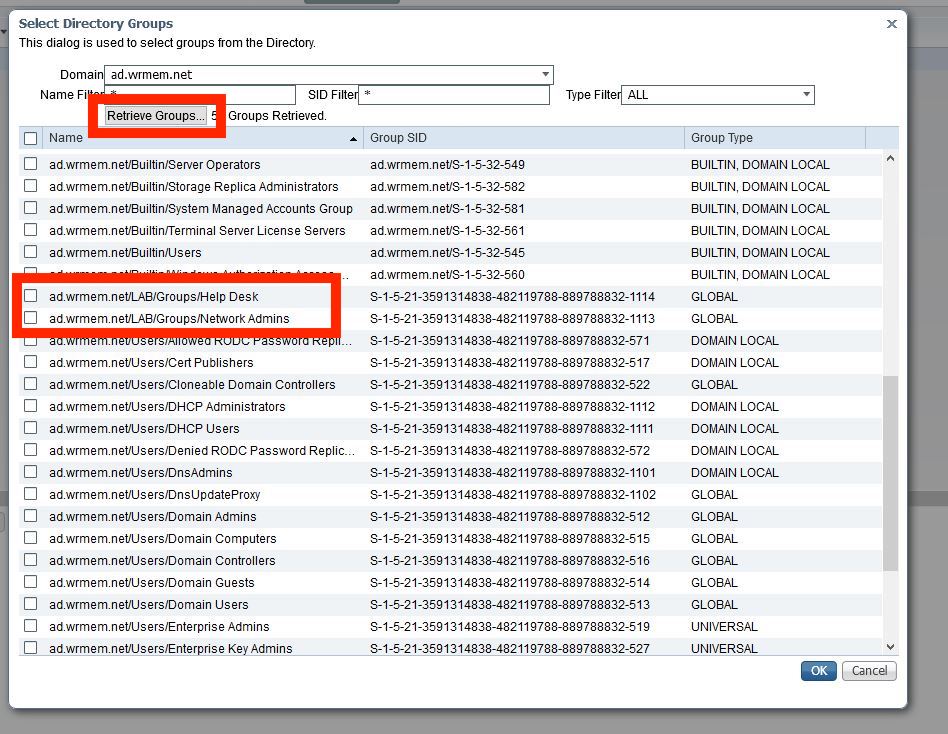 Select Directory Groups
This dialog is used to select groups from the Directory.
Domain ad.wrmem.net
Name Filter * SID Filter * Type Filter ALL
Retrieve Groups... Groups Retrieved.
Name Group SID Group Type
ad.wrmem.net/Builtin/Server Operators ad.wrmem.net/S-1-5-32-549 BUILTIN, DOMAIN LOCAL
ad.wrmem.net/Builtin/Storage Replica Administrators ad.wrmem.net/S-1-5-32-582 BUILTIN, DOMAIN LOCAL
ad.wrmem.net/Builtin/System Managed Accounts Group ad.wrmem.net/S-1-5-32-581 BUILTIN, DOMAIN LOCAL
ad.wrmem.net/Builtin/Terminal Server License Servers ad.wrmem.net/S-1-5-32-561 BUILTIN, DOMAIN LOCAL
ad.wrmem.net/Builtin/Users ad.wrmem.net/S-1-5-32-545 BUILTIN, DOMAIN LOCAL
ad.wrmem.net/Builtin/Windows Authorization Access ... ad.wrmem.net/S-1-5-32-560 BUILTIN, DOMAIN LOCAL
ad.wrmem.net/LAB/Groups/Help Desk S-1-5-21-3591314838-482119788-889788832-1114 GLOBAL
ad.wrmem.net/LAB/Groups/Network Admins S-1-5-21-3591314838-482119788-889788832-1113 GLOBAL
ad.wrmem.net/Users/Allowed RODC Password Repli... S-1-5-21-3591314838-482119788-889788832-571 DOMAIN LOCAL
ad.wrmem.net/Users/Cert Publishers S-1-5-21-3591314838-482119788-889788832-517 DOMAIN LOCAL
ad.wrmem.net/Users/Cloneable Domain Controllers S-1-5-21-3591314838-482119788-889788832-522 GLOBAL
ad.wrmem.net/Users/DHCP Administrators S-1-5-21-3591314838-482119788-889788832-1112 DOMAIN LOCAL
ad.wrmem.net/Users/DHCP Users S-1-5-21-3591314838-482119788-889788832-1111 DOMAIN LOCAL
ad.wrmem.net/Users/Denied RODC Password Replic... S-1-5-21-3591314838-482119788-889788832-572 DOMAIN LOCAL
ad.wrmem.net/Users/DnsAdmins S-1-5-21-3591314838-482119788-889788832-1101 DOMAIN LOCAL
ad.wrmem.net/Users/DnsUpdateProxy S-1-5-21-3591314838-482119788-889788832-1102 GLOBAL
ad.wrmem.net/Users/Domain Admins S-1-5-21-3591314838-482119788-889788832-512 GLOBAL
ad.wrmem.net/Users/Domain Computers S-1-5-21-3591314838-482119788-889788832-515 GLOBAL
ad.wrmem.net/Users/Domain Controllers S-1-5-21-3591314838-482119788-889788832-516 GLOBAL
ad.wrmem.net/Users/Domain Guests S-1-5-21-3591314838-482119788-889788832-514 GLOBAL
ad.wrmem.net/Users/Domain Users S-1-5-21-3591314838-482119788-889788832-513 GLOBAL
ad.wrmem.net/Users/Enterprise Admins S-1-5-21-3591314838-482119788-889788832-519 UNIVERSAL
ad.wrmem.net/Users/Enterprise Key Admins S-1-5-21-3591314838-482119788-889788832-527 UNIVERSAL
OK Cancel